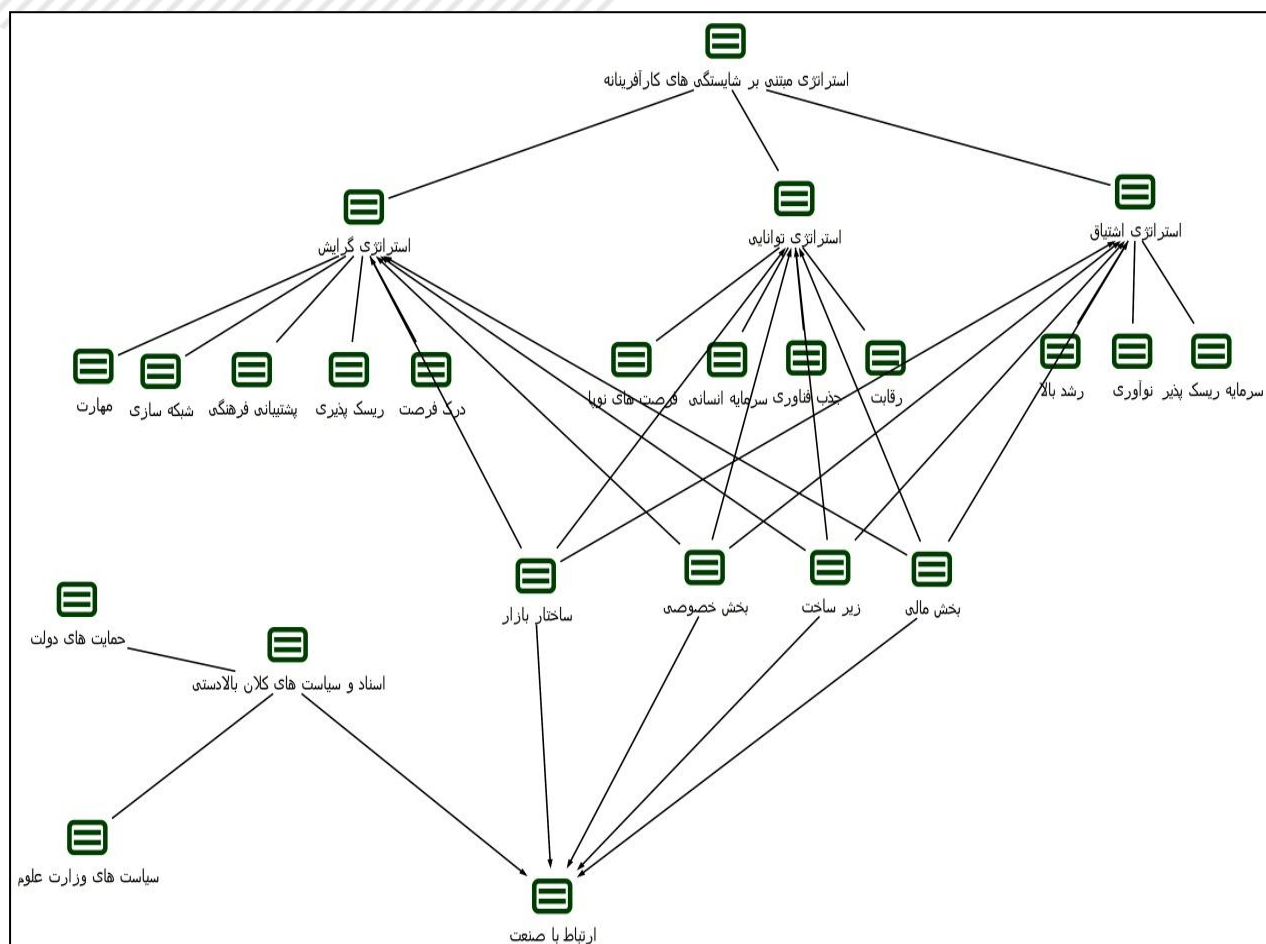 استراتژی مبتنی بر شایستگی های کارآفرینانه
استراتژی اشتیاق
استراتژی توانایی
استراتژی گرایش
سرمایه ریسک پذیر
نوآوری
رشد بالا
رقابت
جذب فناوری
سرمایه انسانی
فرصت های نوپا
درک فرصت
ریسک پذیری
پشتیبانی فرهنگی
شبکه سازی
مهارت
بخش مالی
زیر ساخت
بخش خصوصی
ساختار بازار
حمایت های دولت
اسناد و سیاست های کلان بالادستی
سیاست های وزارت علوم
ارتباط با صنعت